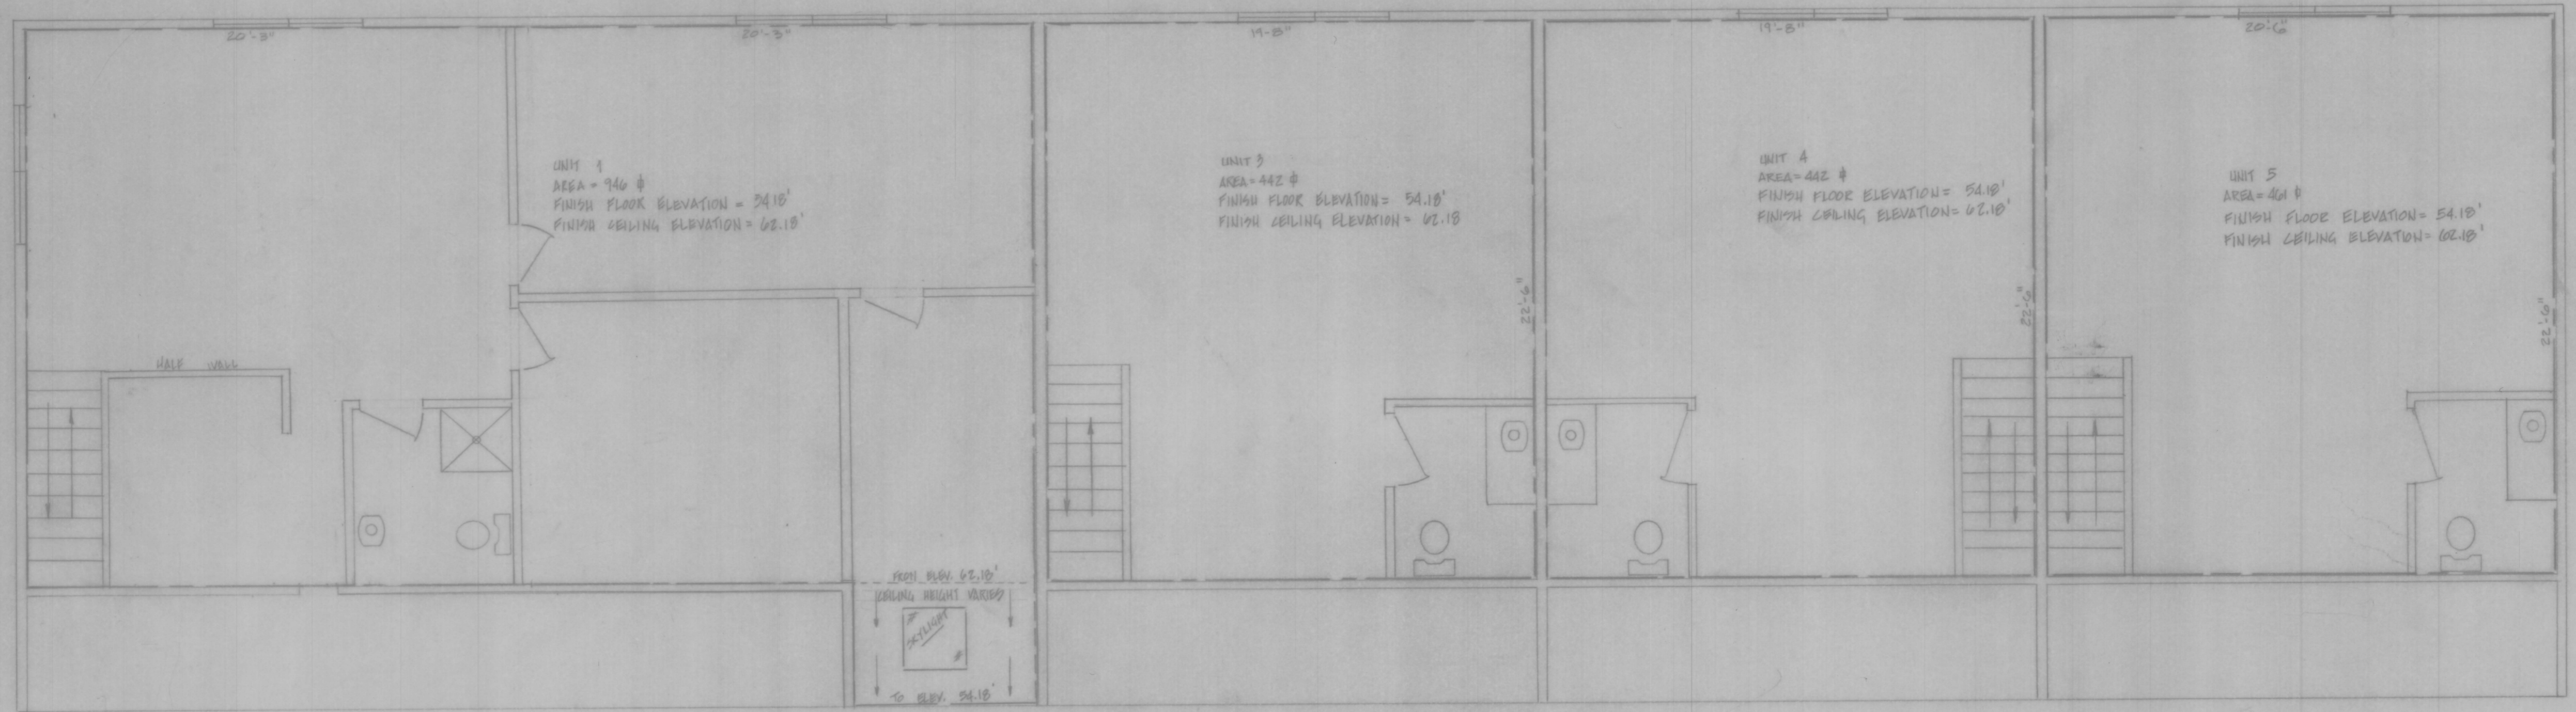 20'-3"
20'-3"
19'-8"
19'-8"
20'-6"
UNIT 1
AREA = 946 ⏀
FINISH FLOOR ELEVATION = 54.18'
FINISH CEILING ELEVATION = 62.18'
UNIT 3
AREA = 442 ⏀
FINISH FLOOR ELEVATION = 54.18'
FINISH CEILING ELEVATION = 62.18
UNIT 4
AREA = 442 ⏀
FINISH FLOOR ELEVATION = 54.18'
FINISH CEILING ELEVATION = 62.18'
UNIT 5
AREA = 461 ⏀
FINISH FLOOR ELEVATION = 54.18'
FINISH CEILING ELEVATION = 62.18'
22'-6"
22'-6"
22'-6"
HALF WALL
FROM ELEV. 62.18'
CEILING HEIGHT VARIES
SKYLIGHT
TO ELEV. 54.18'